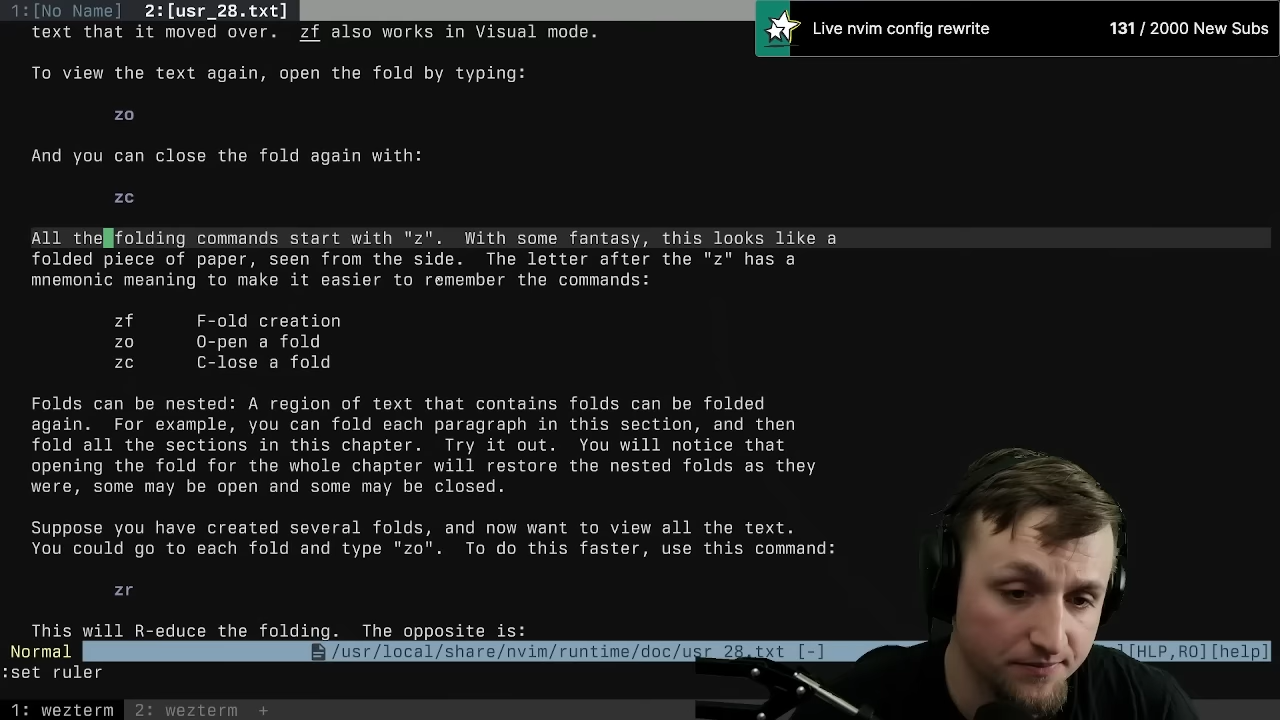 1:[No Name]  2:[usr_28.txt]
Live nvim config rewrite 131 / 2000 New Subs
text that it moved over.  zf also works in Visual mode.
To view the text again, open the fold by typing:
zo
And you can close the fold again with:
zc
All the folding commands start with "z".  With some fantasy, this looks like a
folded piece of paper, seen from the side.  The letter after the "z" has a
mnemonic meaning to make it easier to remember the commands:
zf      F-old creation
zo      O-pen a fold
zc      C-lose a fold
Folds can be nested: A region of text that contains folds can be folded
again.  For example, you can fold each paragraph in this section, and then
fold all the sections in this chapter.  Try it out.  You will notice that
opening the fold for the whole chapter will restore the nested folds as they
were, some may be open and some may be closed.
Suppose you have created several folds, and now want to view all the text.
You could go to each fold and type "zo".  To do this faster, use this command:
zr
This will R-educe the folding.  The opposite is:
Normal /usr/local/share/nvim/runtime/doc/usr_28.txt [-] [HLP,RO][help]
:set ruler
1: wezterm  2: wezterm  +